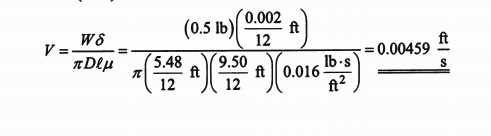 V = Wδ / πDℓμ = (0.5 lb)(0.002/12 ft) / π(5.48/12 ft)(9.50/12 ft)(0.016 lb·s/ft²) = 0.00459 ft/s